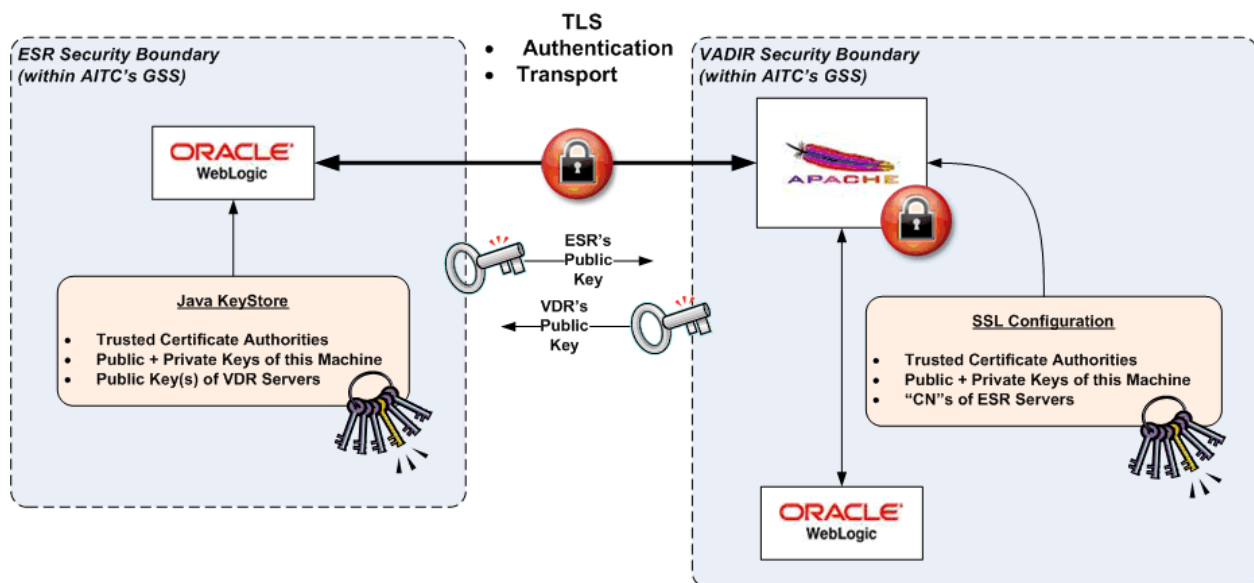 TLS
• Authentication
• Transport
ESR Security Boundary
(within AITC's GSS)
ORACLE
WebLogic
Java KeyStore
• Trusted Certificate Authorities
• Public + Private Keys of this Machine
• Public Key(s) of VDR Servers
ESR's
Public
Key
VDR's
Public
Key
VADIR Security Boundary
(within AITC's GSS)
APACHE
SSL Configuration
• Trusted Certificate Authorities
• Public + Private Keys of this Machine
• “CN”s of ESR Servers
ORACLE
WebLogic